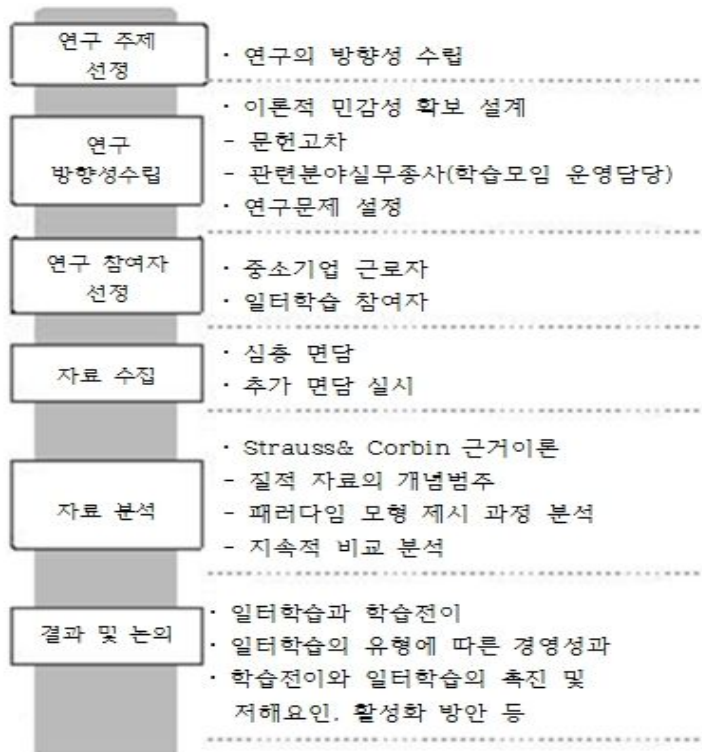 연구 주제
선정
· 연구의 방향성 수립
연구
방향성수립
· 이론적 민감성 확보 설계
- 문헌고차
- 관련분야실무종사(학습모임 운영담당)
· 연구문제 설정
연구 참여자
선정
· 중소기업 근로자
· 일터학습 참여자
자료 수집
· 심층 면담
· 추가 면담 실시
자료 분석
· Strauss& Corbin 근거이론
- 질적 자료의 개념범주
- 패러다임 모형 제시 과정 분석
- 지속적 비교 분석
결과 및 논의
· 일터학습과 학습전이
· 일터학습의 유형에 따른 경영성과
· 학습전이와 일터학습의 촉진 및
저해요인. 활성화 방안 등